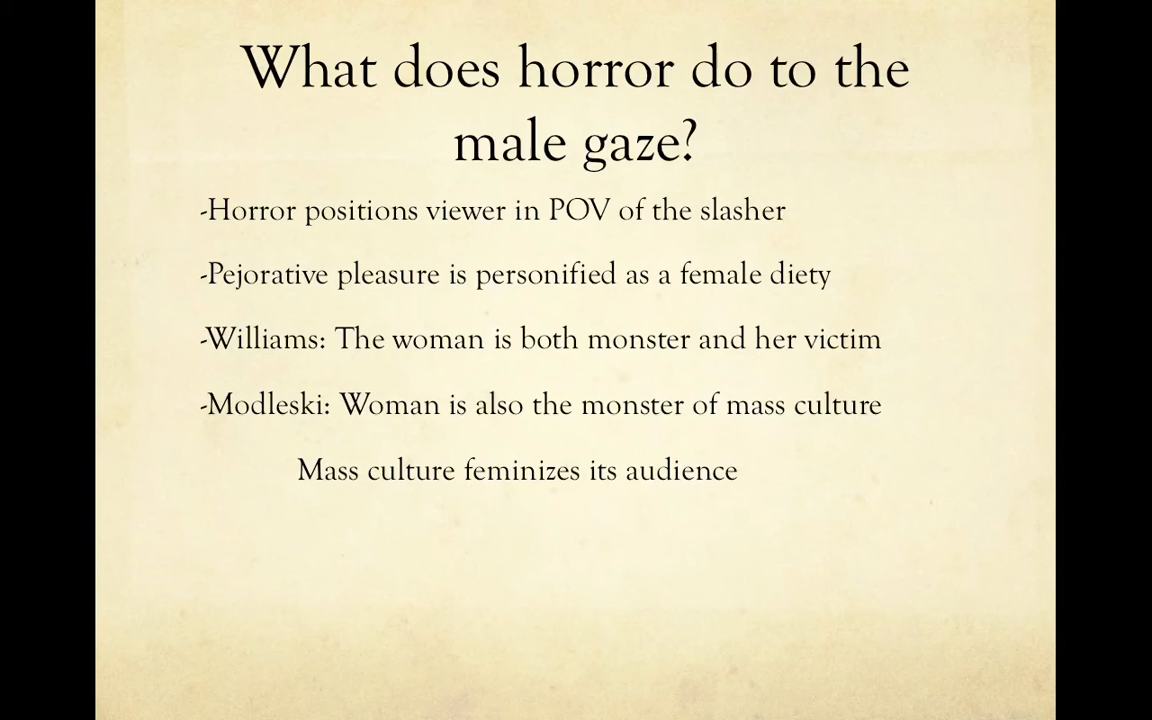 What does horror do to the
male gaze?
-Horror positions viewer in POV of the slasher
-Pejorative pleasure is personified as a female diety
-Williams: The woman is both monster and her victim
-Modleski: Woman is also the monster of mass culture
Mass culture feminizes its audience